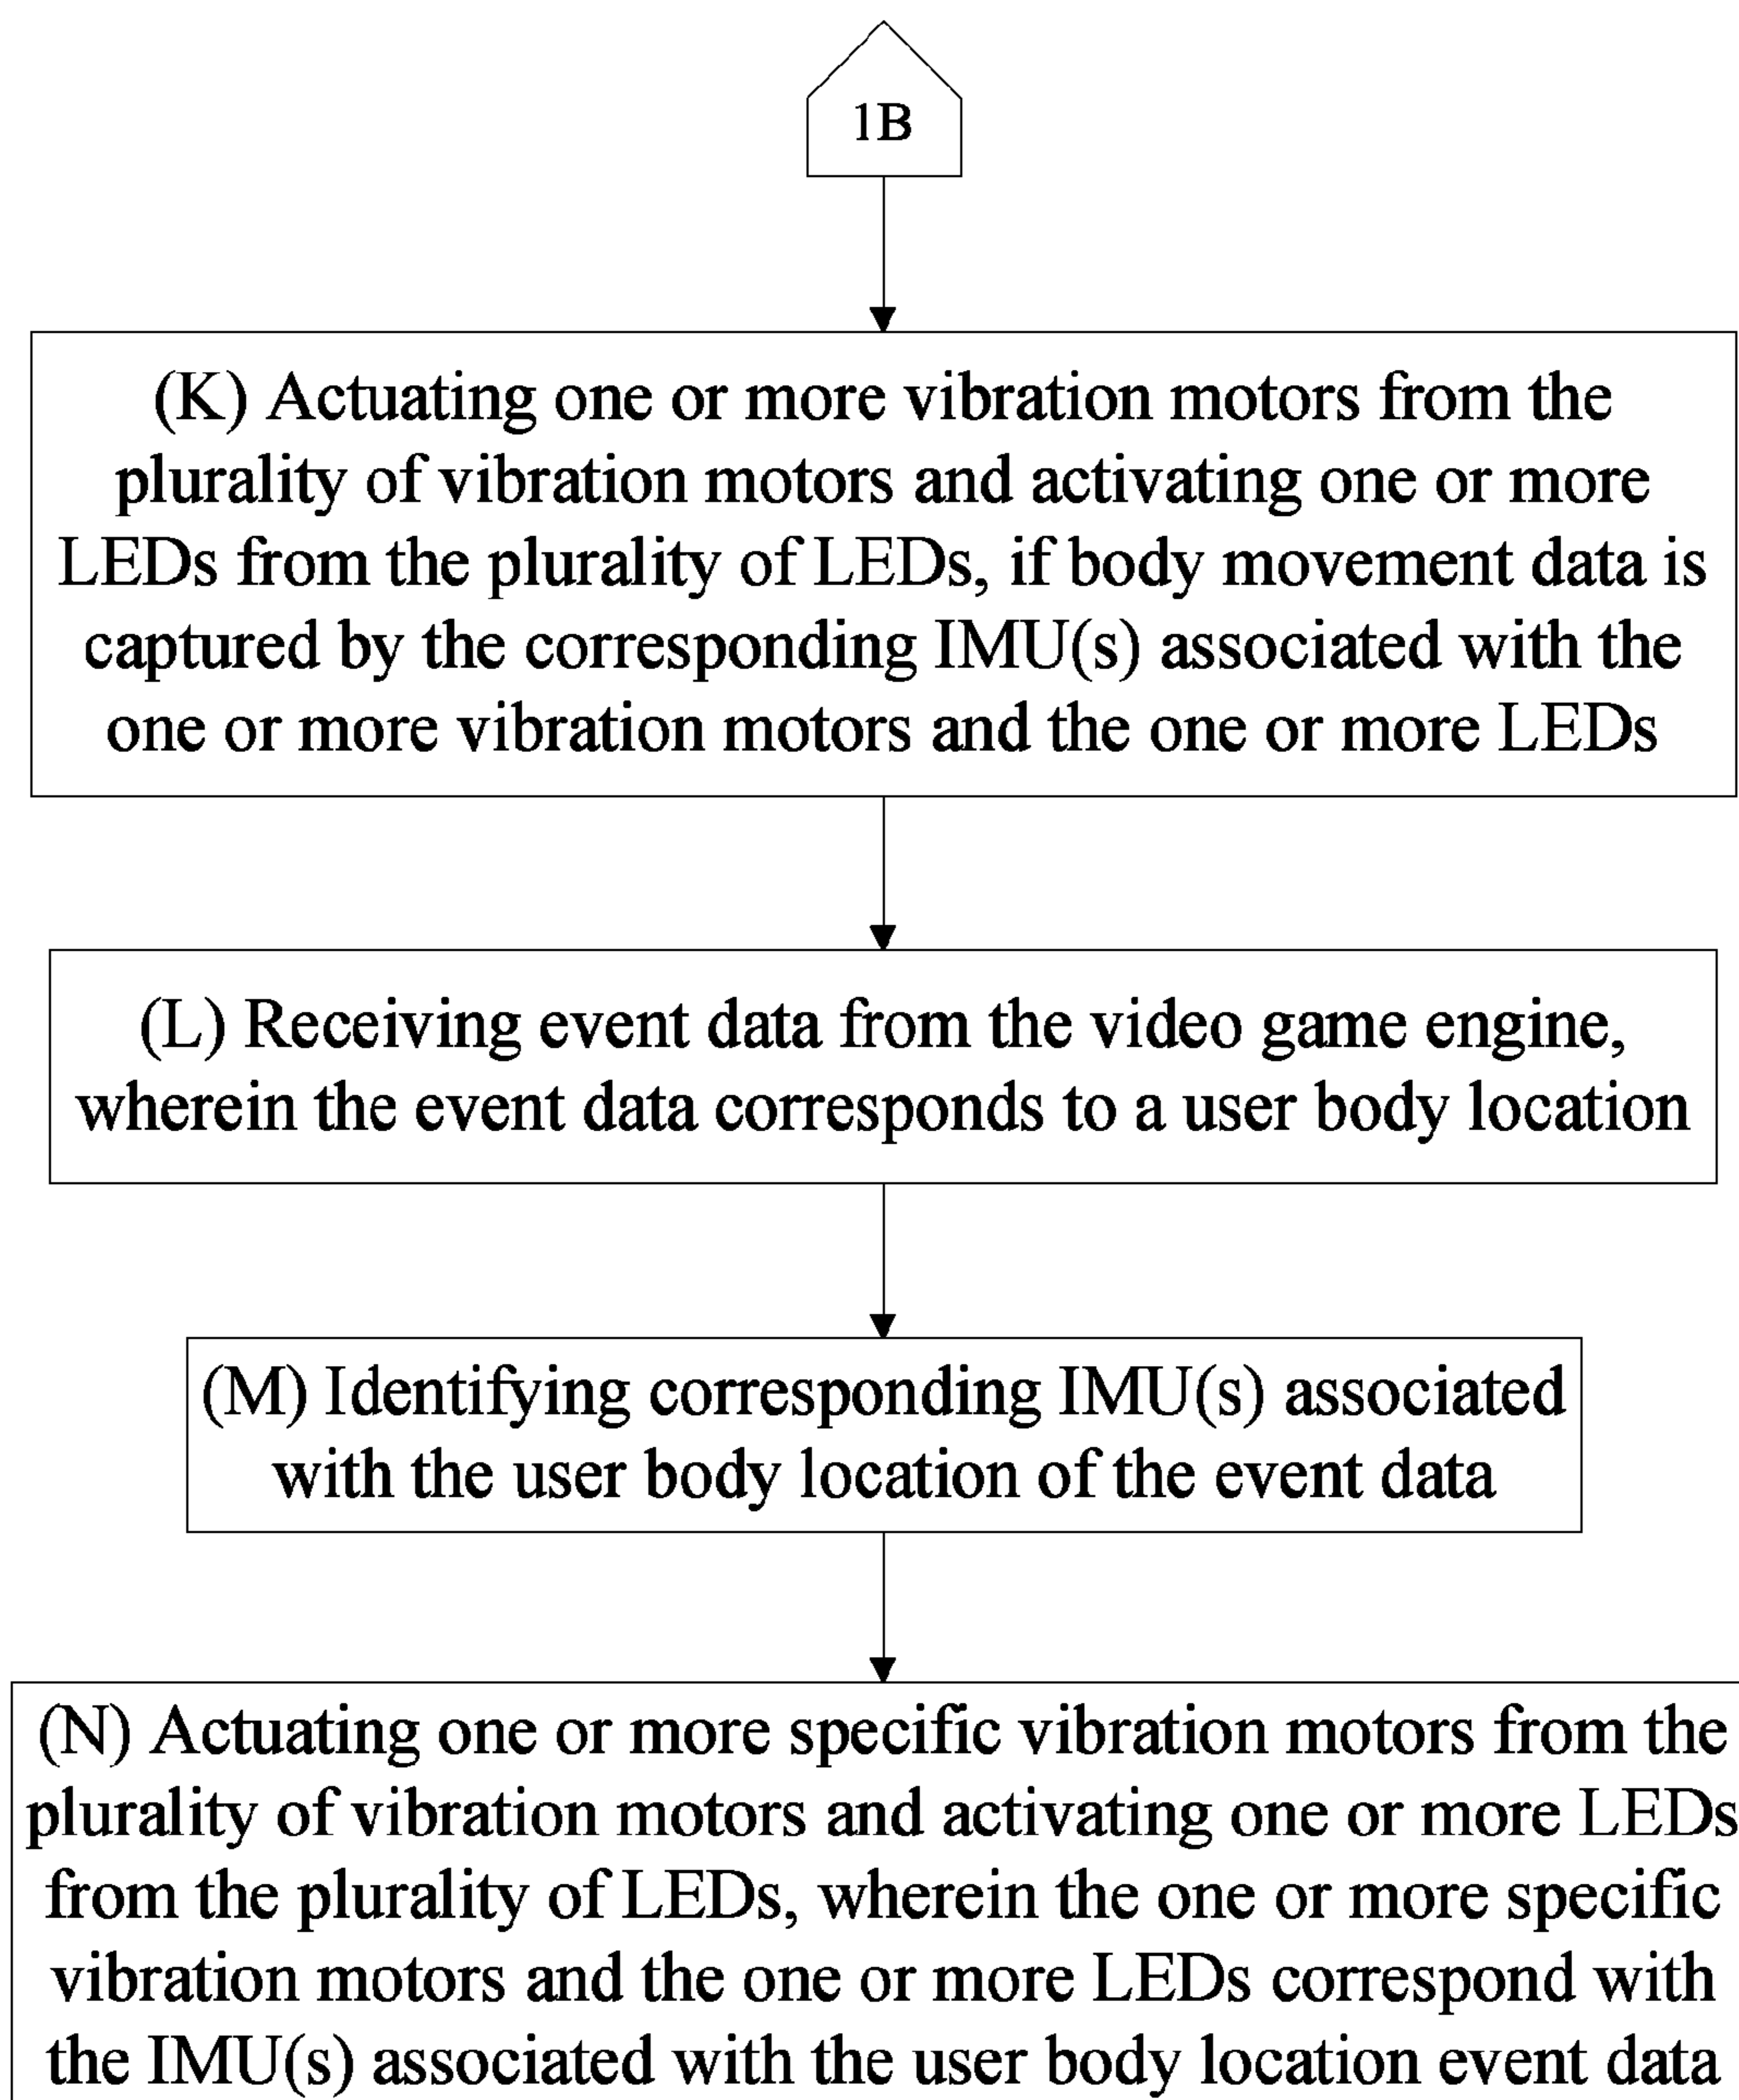 1B
(K) Actuating one or more vibration motors from the
plurality of vibration motors and activating one or more
LEDs from the plurality of LEDs, if body movement data is
captured by the corresponding IMU(s) associated with the
one or more vibration motors and the one or more LEDs
(L) Receiving event data from the video game engine,
wherein the event data corresponds to a user body location
(M) Identifying corresponding IMU(s) associated
with the user body location of the event data
(N) Actuating one or more specific vibration motors from the
plurality of vibration motors and activating one or more LEDs
from the plurality of LEDs, wherein the one or more specific
vibration motors and the one or more LEDs correspond with
the IMU(s) associated with the user body location event data